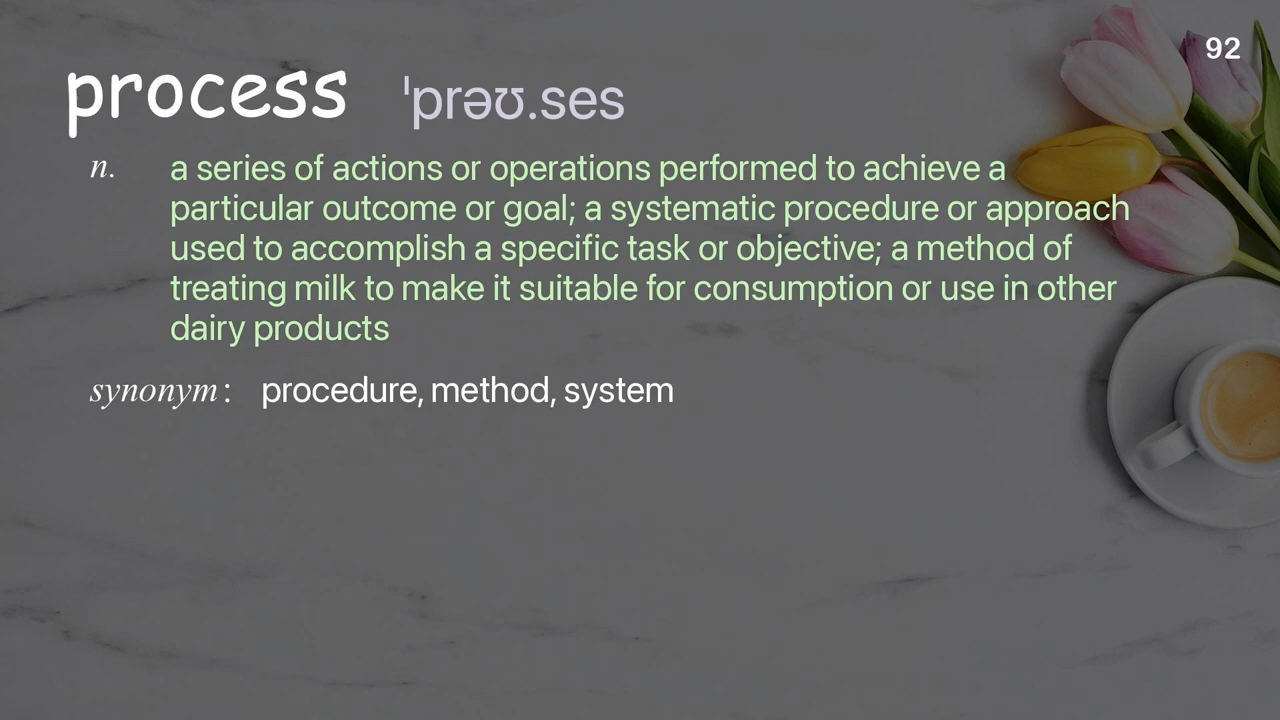 92
process ˈprəʊ.ses
n. a series of actions or operations performed to achieve a
particular outcome or goal; a systematic procedure or approach
used to accomplish a specific task or objective; a method of
treating milk to make it suitable for consumption or use in other
dairy products
synonym: procedure, method, system